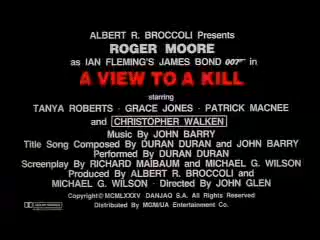 ALBERT R. BROCCOLI Presents
ROGER MOORE
as IAN FLEMING'S JAMES BOND 007 in
A VIEW TO A KILL
starring
TANYA ROBERTS · GRACE JONES · PATRICK MACNEE
and CHRISTOPHER WALKEN
Music By JOHN BARRY
Title Song Composed By DURAN DURAN and JOHN BARRY
Performed By DURAN DURAN
Screenplay By RICHARD MAIBAUM and MICHAEL G. WILSON
Produced By ALBERT R. BROCCOLI and
MICHAEL G. WILSON · Directed By JOHN GLEN
Copyright © MCMLXXXV DANJAQ S.A. All Rights Reserved
Distributed By MGM/UA Entertainment Co.